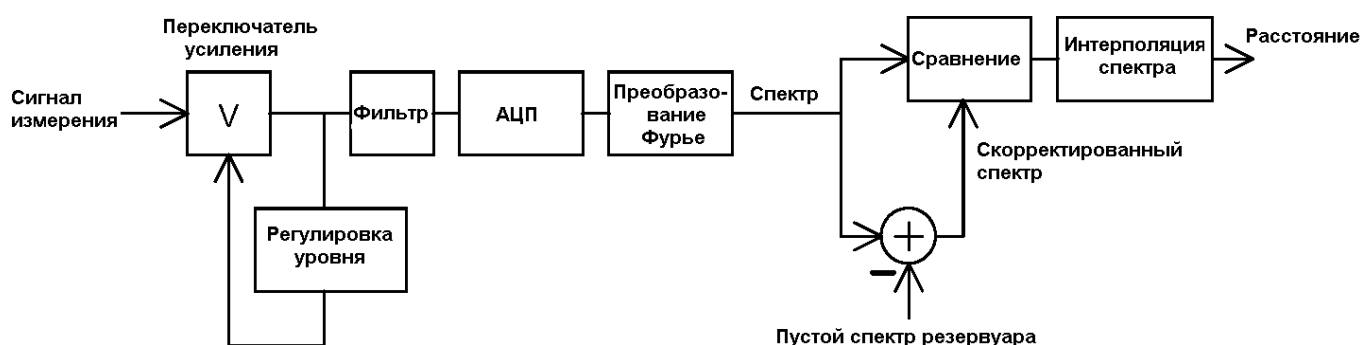 Переключатель
усиления
Сигнал
измерения
V
Фильтр
АЦП
Преобразо-
вание
Фурье
Спектр
Сравнение
Интерполяция
спектра
Расстояние
Регулировка
уровня
Скорректированный
спектр
+
−
Пустой спектр резервуара